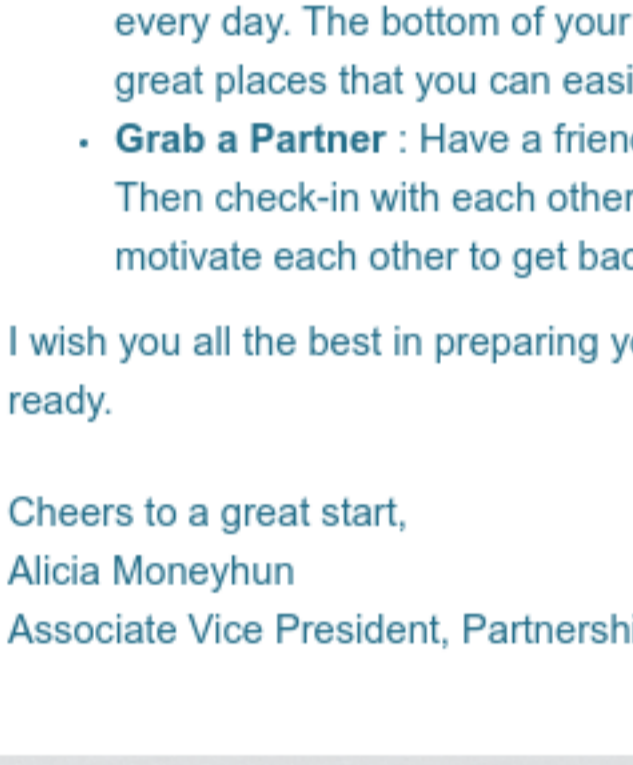 every day. The bottom of your
great places that you can easi
• Grab a Partner : Have a frien
Then check-in with each other
motivate each other to get bac
I wish you all the best in preparing yo
ready.
Cheers to a great start,
Alicia Moneyhun
Associate Vice President, Partnershi